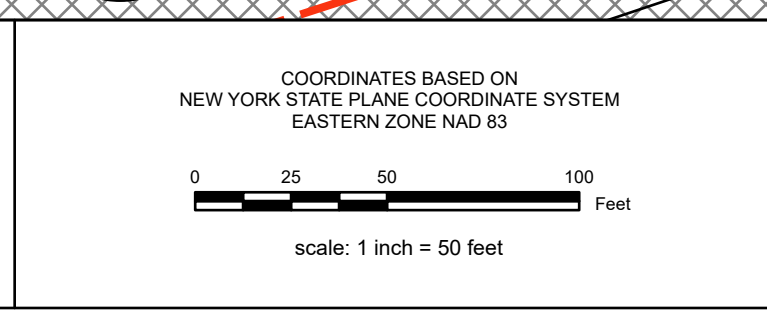 COORDINATES BASED ON
NEW YORK STATE PLANE COORDINATE SYSTEM
EASTERN ZONE NAD 83
0 25 50 100
Feet
scale: 1 inch = 50 feet